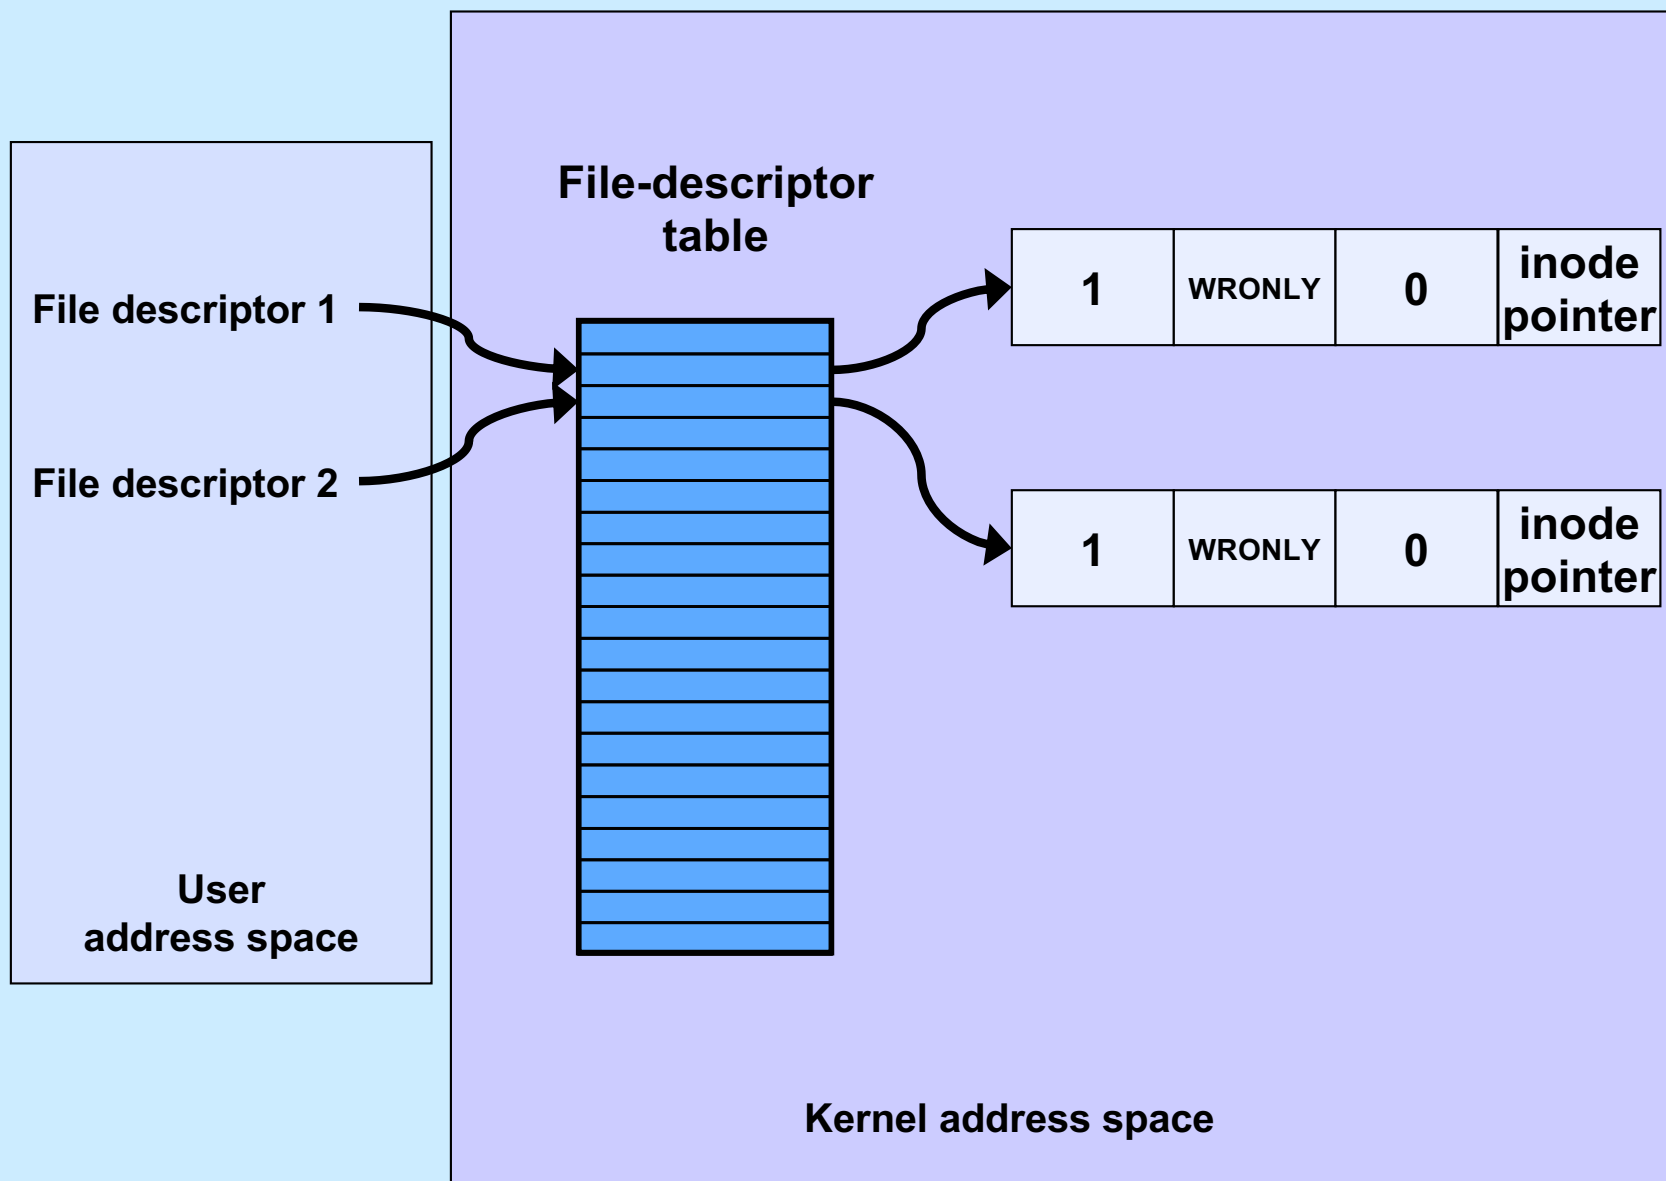 File-descriptor
table
File descriptor 1
1 WRONLY 0 inode
pointer
File descriptor 2
1 WRONLY 0 inode
pointer
User
address space
Kernel address space